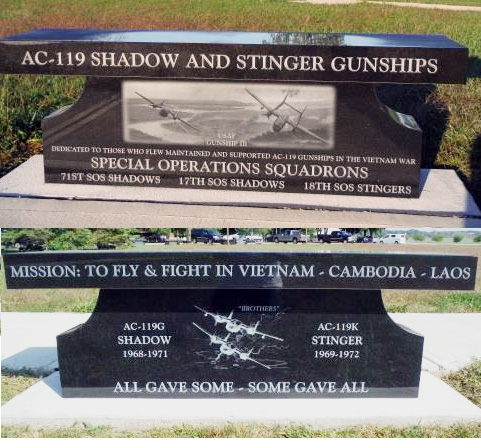 AC-119 SHADOW AND STINGER GUNSHIPS
USAF
GUNSHIP III
DEDICATED TO THOSE WHO FLEW MAINTAINED AND SUPPORTED AC-119 GUNSHIPS IN THE VIETNAM WAR
SPECIAL OPERATIONS SQUADRONS
71ST SOS SHADOWS 17TH SOS SHADOWS 18TH SOS STINGERS
MISSION: TO FLY & FIGHT IN VIETNAM - CAMBODIA - LAOS
"BROTHERS"
AC-119G
SHADOW
1968-1971
AC-119K
STINGER
1969-1972
ALL GAVE SOME - SOME GAVE ALL